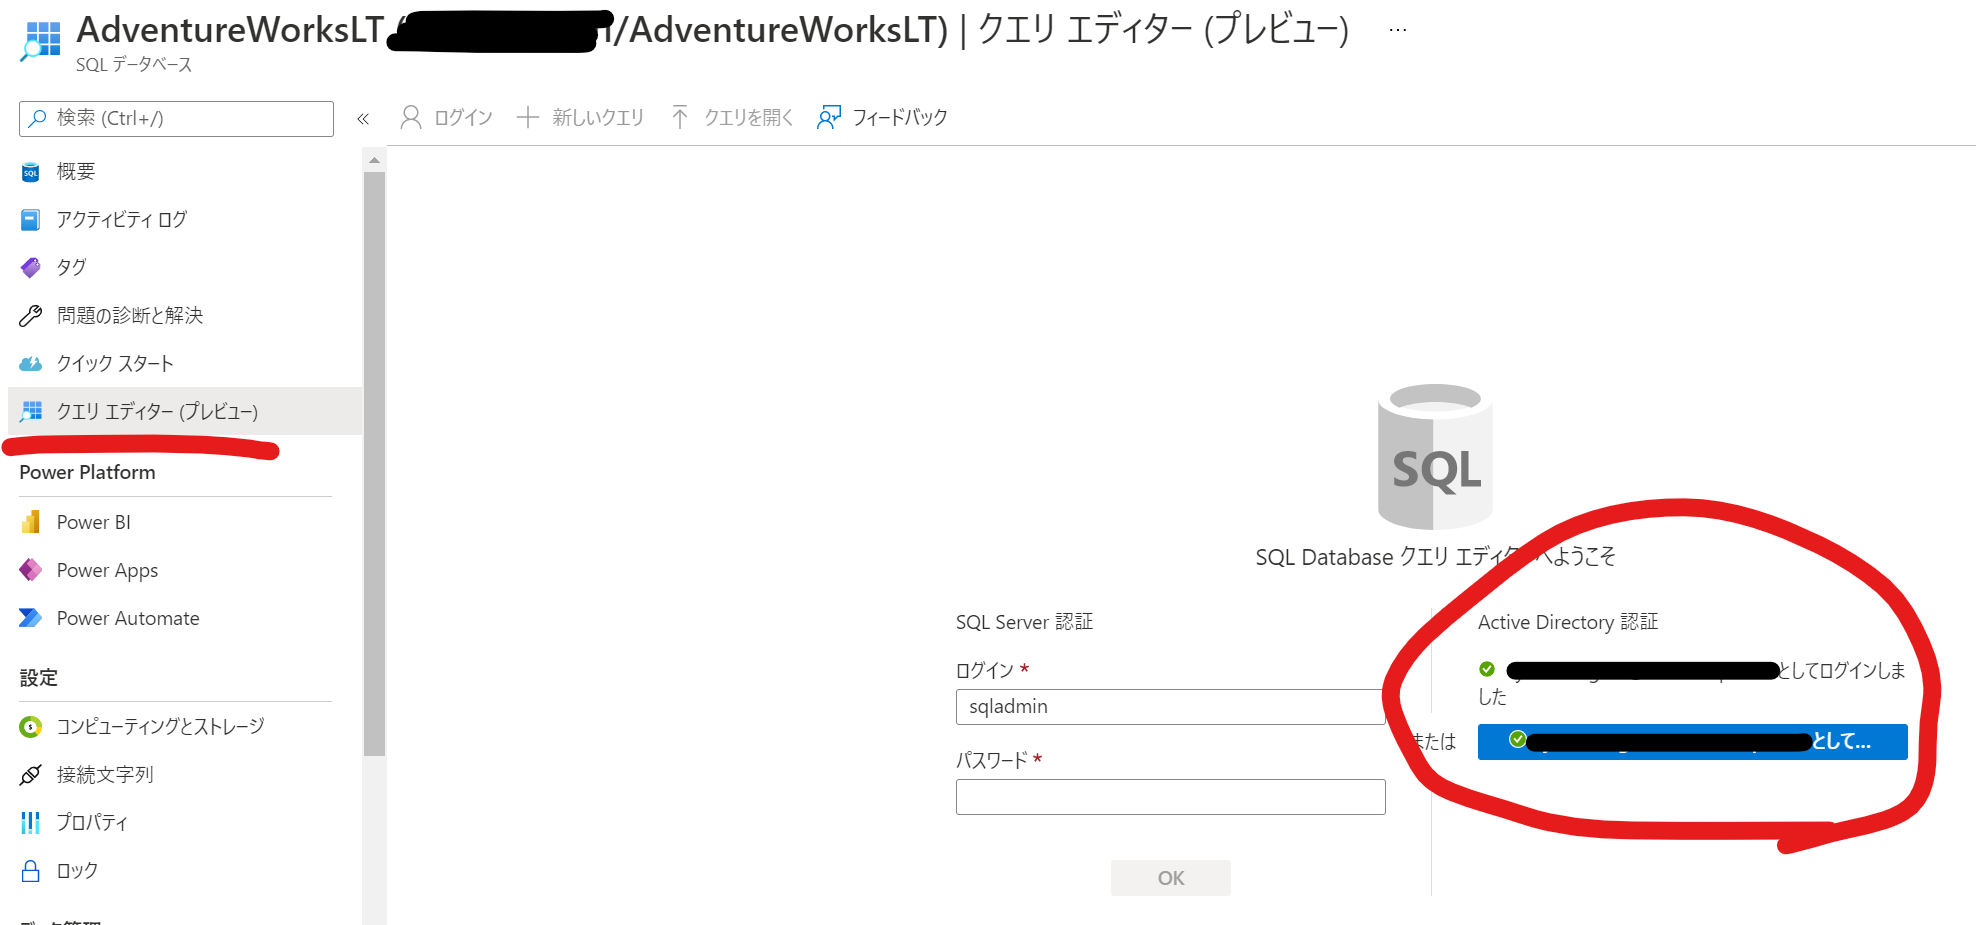 AdventureWorksLT /AdventureWorksLT) | クエリ エディター (プレビュー) …
SQL データベース
検索 (Ctrl+/)
«
ログイン
新しいクエリ
クエリを開く
フィードバック
概要
アクティビティ ログ
タグ
問題の診断と解決
クイック スタート
クエリ エディター (プレビュー)
Power Platform
Power BI
Power Apps
Power Automate
設定
コンピューティングとストレージ
接続文字列
プロパティ
ロック
SQL
SQL Database クエリ エディターへようこそ
SQL Server 認証
ログイン *
sqladmin
パスワード *
OK
または
Active Directory 認証
としてログインしま
した
として...